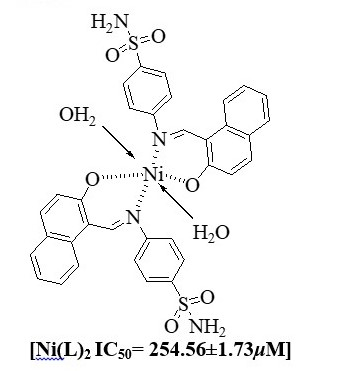 H₂N
S=O
O
OH₂
N
Ni
O
O
N
H₂O
S=O
O NH₂
[Ni(L)₂ IC₅₀= 254.56±1.73µM]